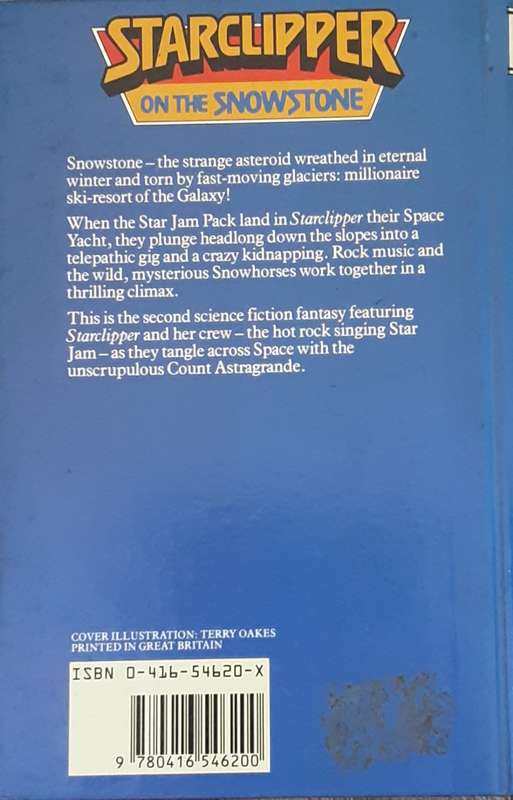 STARCLIPPER
ON THE SNOWSTONE
Snowstone – the strange asteroid wreathed in eternal
winter and torn by fast-moving glaciers: millionaire
ski-resort of the Galaxy!
When the Star Jam Pack land in Starclipper their Space
Yacht, they plunge headlong down the slopes into a
telepathic gig and a crazy kidnapping. Rock music and
the wild, mysterious Snowhorses work together in a
thrilling climax.
This is the second science fiction fantasy featuring
Starclipper and her crew – the hot rock singing Star
Jam – as they tangle across Space with the
unscrupulous Count Astragrande.
COVER ILLUSTRATION: TERRY OAKES
PRINTED IN GREAT BRITAIN
ISBN 0-416-54620-X
9 780416 546200